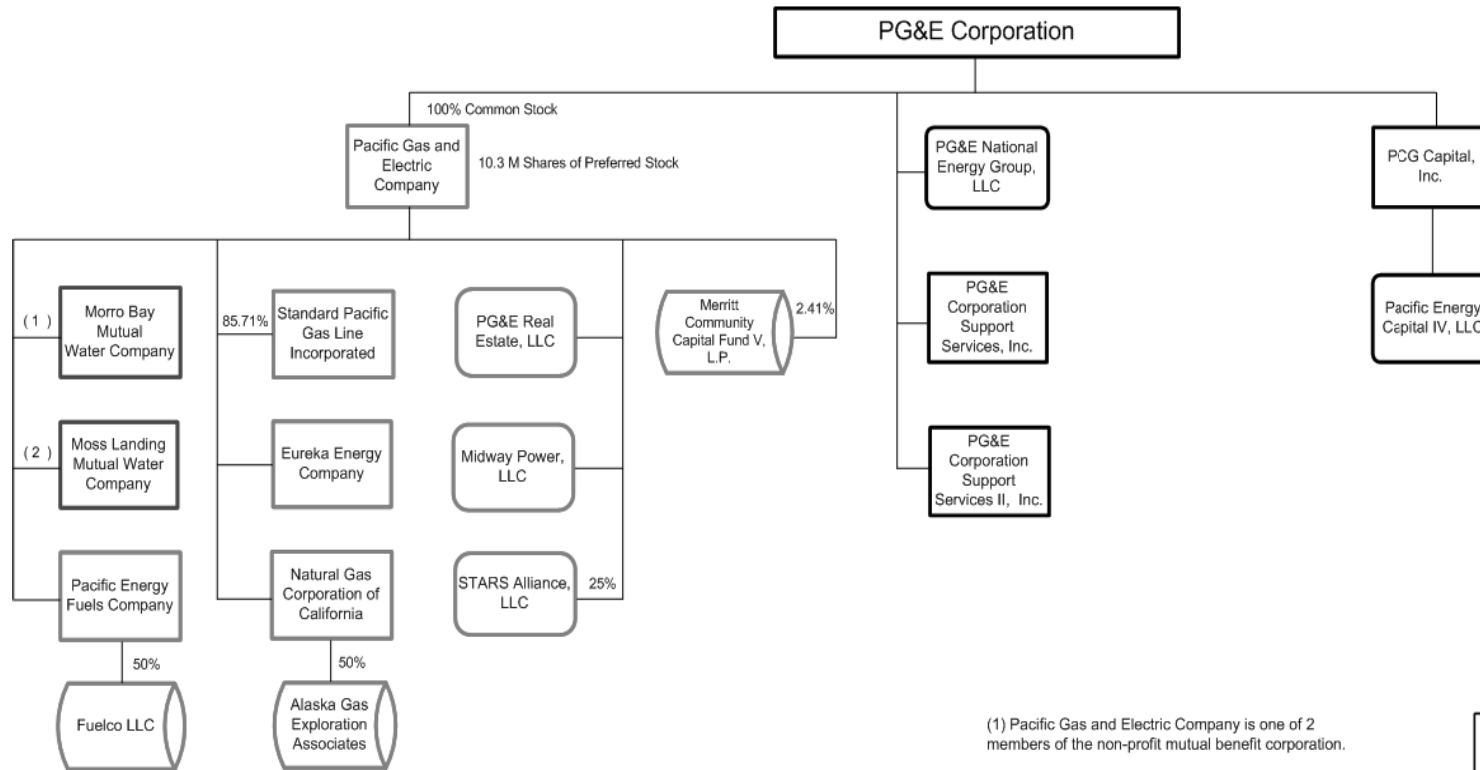 PG&E Corporation
100% Common Stock
Pacific Gas and
Electric
Company
10.3 M Shares of Preferred Stock
PG&E National
Energy Group,
LLC
PCG Capital,
Inc.
( 1 )
Morro Bay
Mutual
Water Company
85.71%
Standard Pacific
Gas Line
Incorporated
PG&E Real
Estate, LLC
Merritt
Community
Capital Fund V,
L.P.
2.41%
PG&E
Corporation
Support
Services, Inc.
Pacific Energy
Capital IV, LLC
( 2 )
Moss Landing
Mutual Water
Company
Eureka Energy
Company
Midway Power,
LLC
PG&E
Corporation
Support
Services II, Inc.
Pacific Energy
Fuels Company
Natural Gas
Corporation of
California
STARS Alliance,
LLC
25%
50%
50%
Fuelco LLC
Alaska Gas
Exploration
Associates
(1) Pacific Gas and Electric Company is one of 2
members of the non-profit mutual benefit corporation.